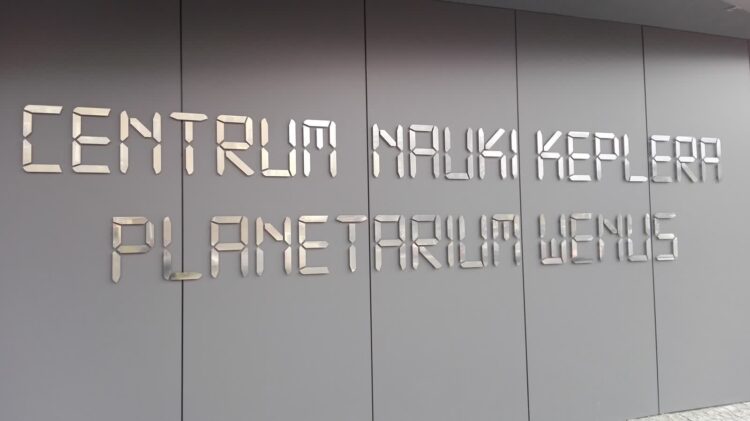 CENTRUM NAUKI KEPLERA
PLANETARIUM WENUS